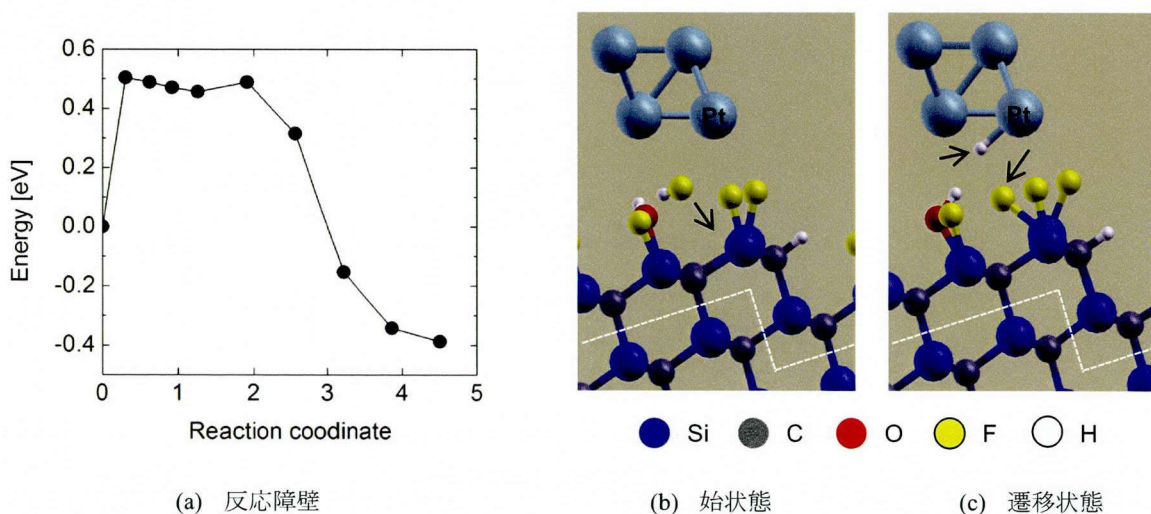 0.6
0.4
0.2
0.0
-0.2
-0.4
Energy [eV]
0 1 2 3 4 5
Reaction coodinate
Pt
Pt
Si C O F H
(a) 反応障壁
(b) 始状態
(c) 遷移状態